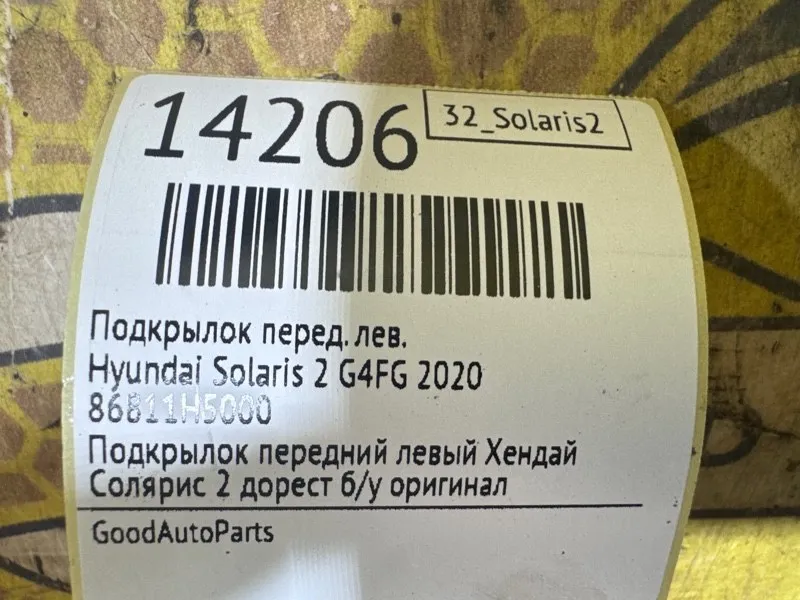 14206
32_Solaris2
Подкрылок перед. лев.
Hyundai Solaris 2 G4FG 2020
86811H5000
Подкрылок передний левый Хендай
Солярис 2 дорест б/у оригинал
GoodAutoParts